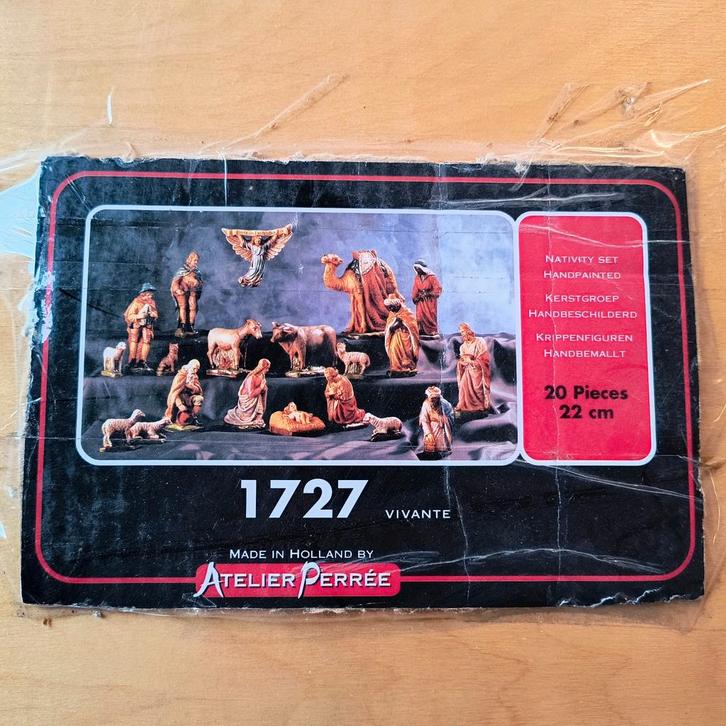 NATIVITY SET
HANDPAINTED
KERSTGROEP
HANDBESCHILDERD
KRIPPENFIGUREN
HANDBEMALLT
20 Pieces
22 cm
1727 VIVANTE
MADE IN HOLLAND BY
ATELIER PERRÉE